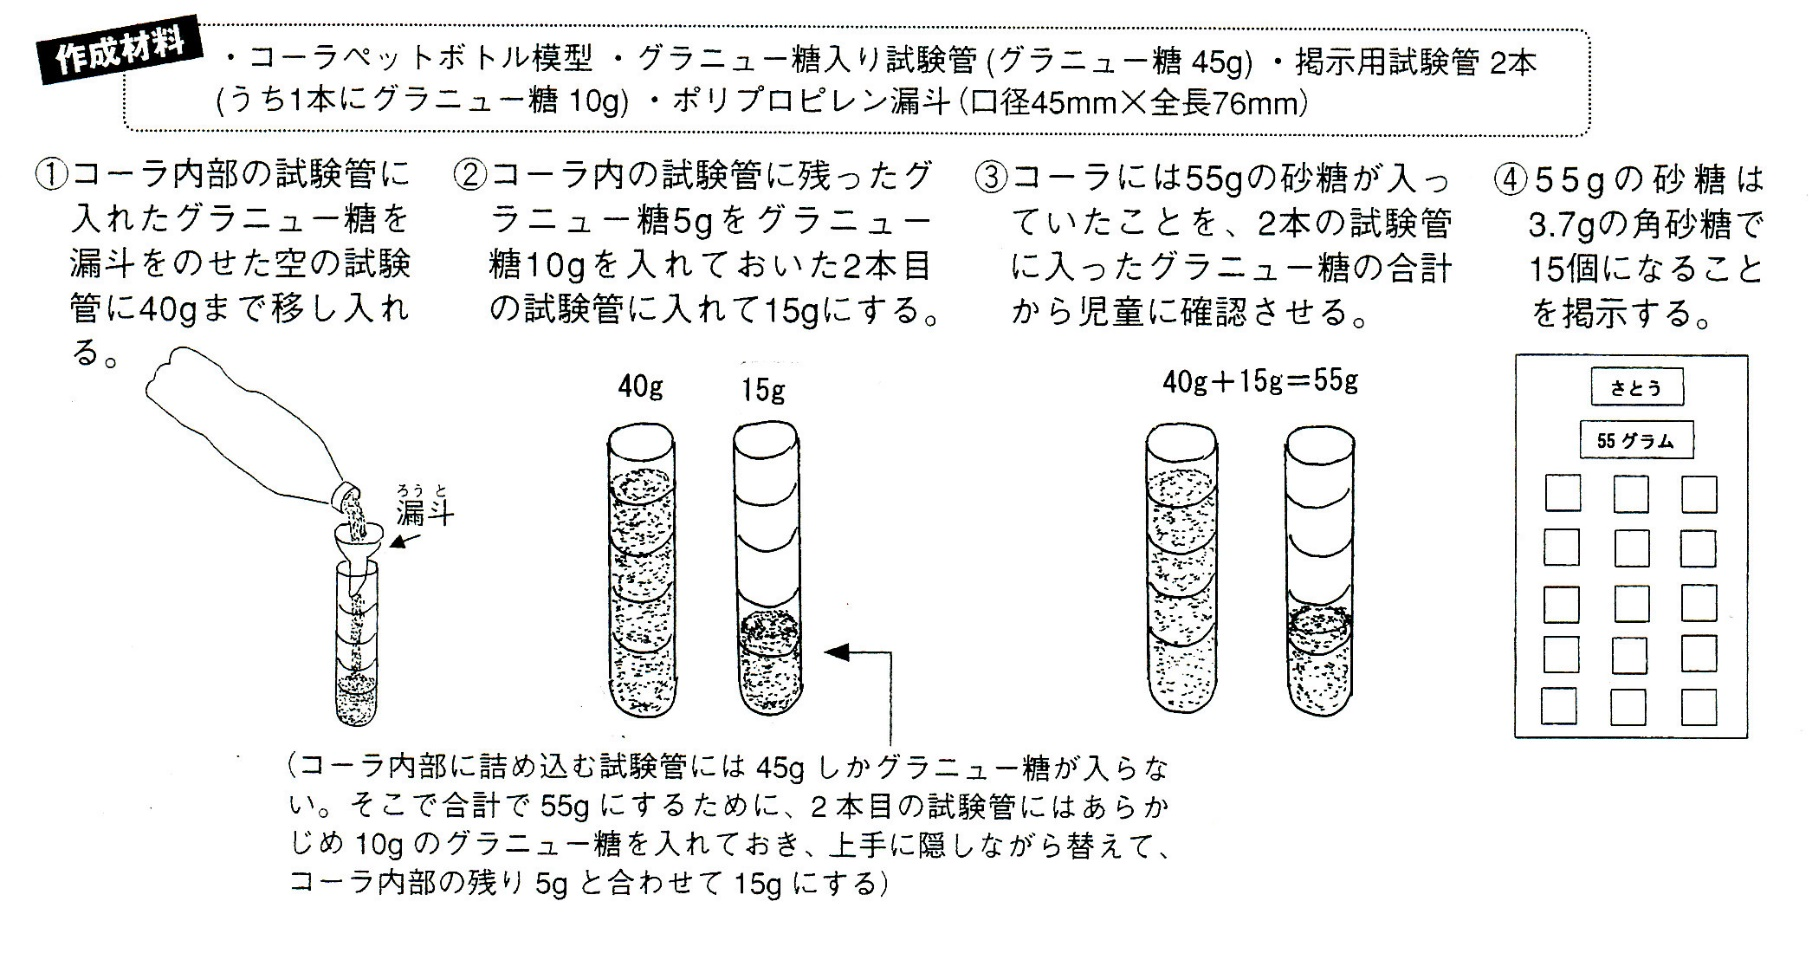 作成材料
・コーラペットボトル模型 ・グラニュー糖入り試験管 (グラニュー糖 45g) ・掲示用試験管 2本
(うち1本にグラニュー糖 10g) ・ポリプロピレン漏斗(口径45mm×全長76mm)
①コーラ内部の試験管に
入れたグラニュー糖を
漏斗をのせた空の試験
管に40gまで移し入れ
る。
②コーラ内の試験管に残ったグ
ラニュー糖5gをグラニュー
糖10gを入れておいた2本目
の試験管に入れて15gにする。
③コーラには55gの砂糖が入っ
ていたことを、2本の試験管
に入ったグラニュー糖の合計
から児童に確認させる。
④55gの砂糖は
3.7gの角砂糖で
15個になること
を掲示する。
ろうと
漏斗
40g
15g
40g+15g=55g
さとう
55グラム
(コーラ内部に詰め込む試験管には 45g しかグラニュー糖が入らな
い。そこで合計で 55g にするために、2 本目の試験管にはあらか
じめ 10g のグラニュー糖を入れておき、上手に隠しながら替えて、
コーラ内部の残り 5g と合わせて 15g にする)